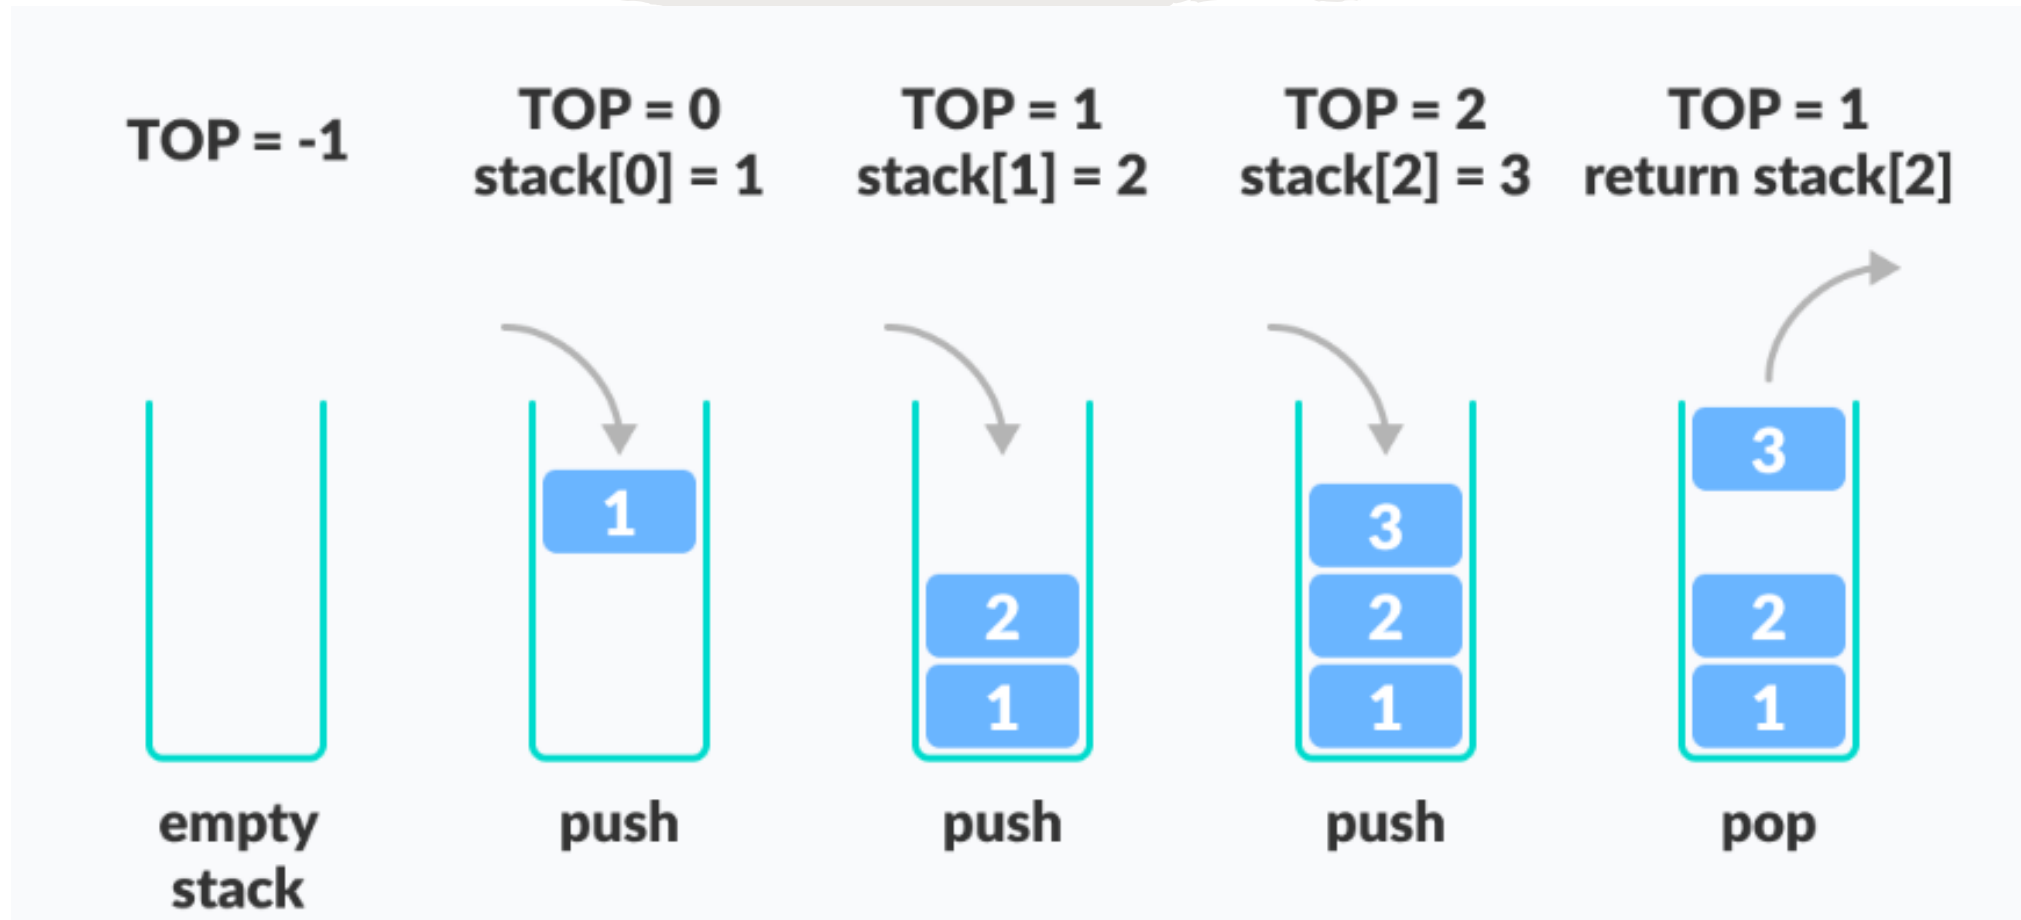 TOP = -1
TOP = 0
stack[0] = 1
TOP = 1
stack[1] = 2
TOP = 2
stack[2] = 3
TOP = 1
return stack[2]
1
2
1
3
2
1
3
2
1
empty
stack
push
push
push
pop